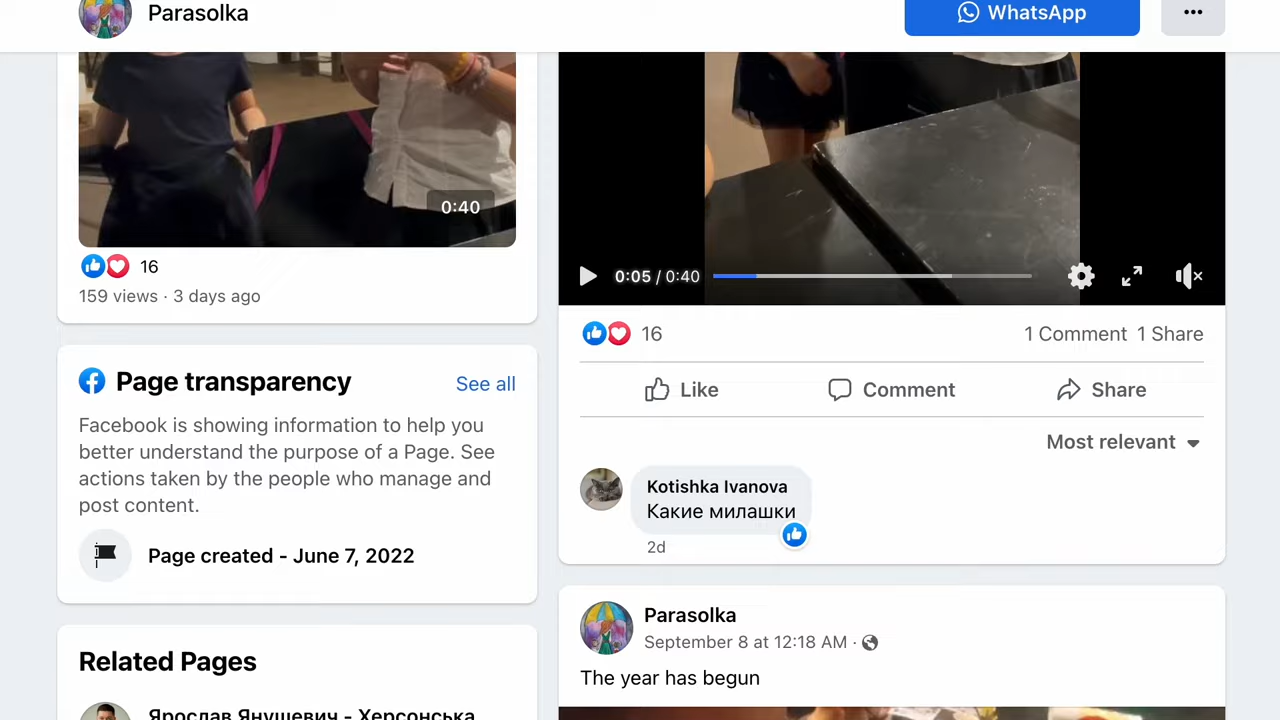 Parasolka
WhatsApp
0:40
16
159 views · 3 days ago
Page transparency
See all
Facebook is showing information to help you
better understand the purpose of a Page. See
actions taken by the people who manage and
post content.
Page created - June 7, 2022
Related Pages
Ярослав Янушевич - Херсонська
0:05 / 0:40
16
1 Comment 1 Share
Like
Comment
Share
Most relevant
Kotishka Ivanova
Какие милашки
2d
Parasolka
September 8 at 12:18 AM ·
The year has begun